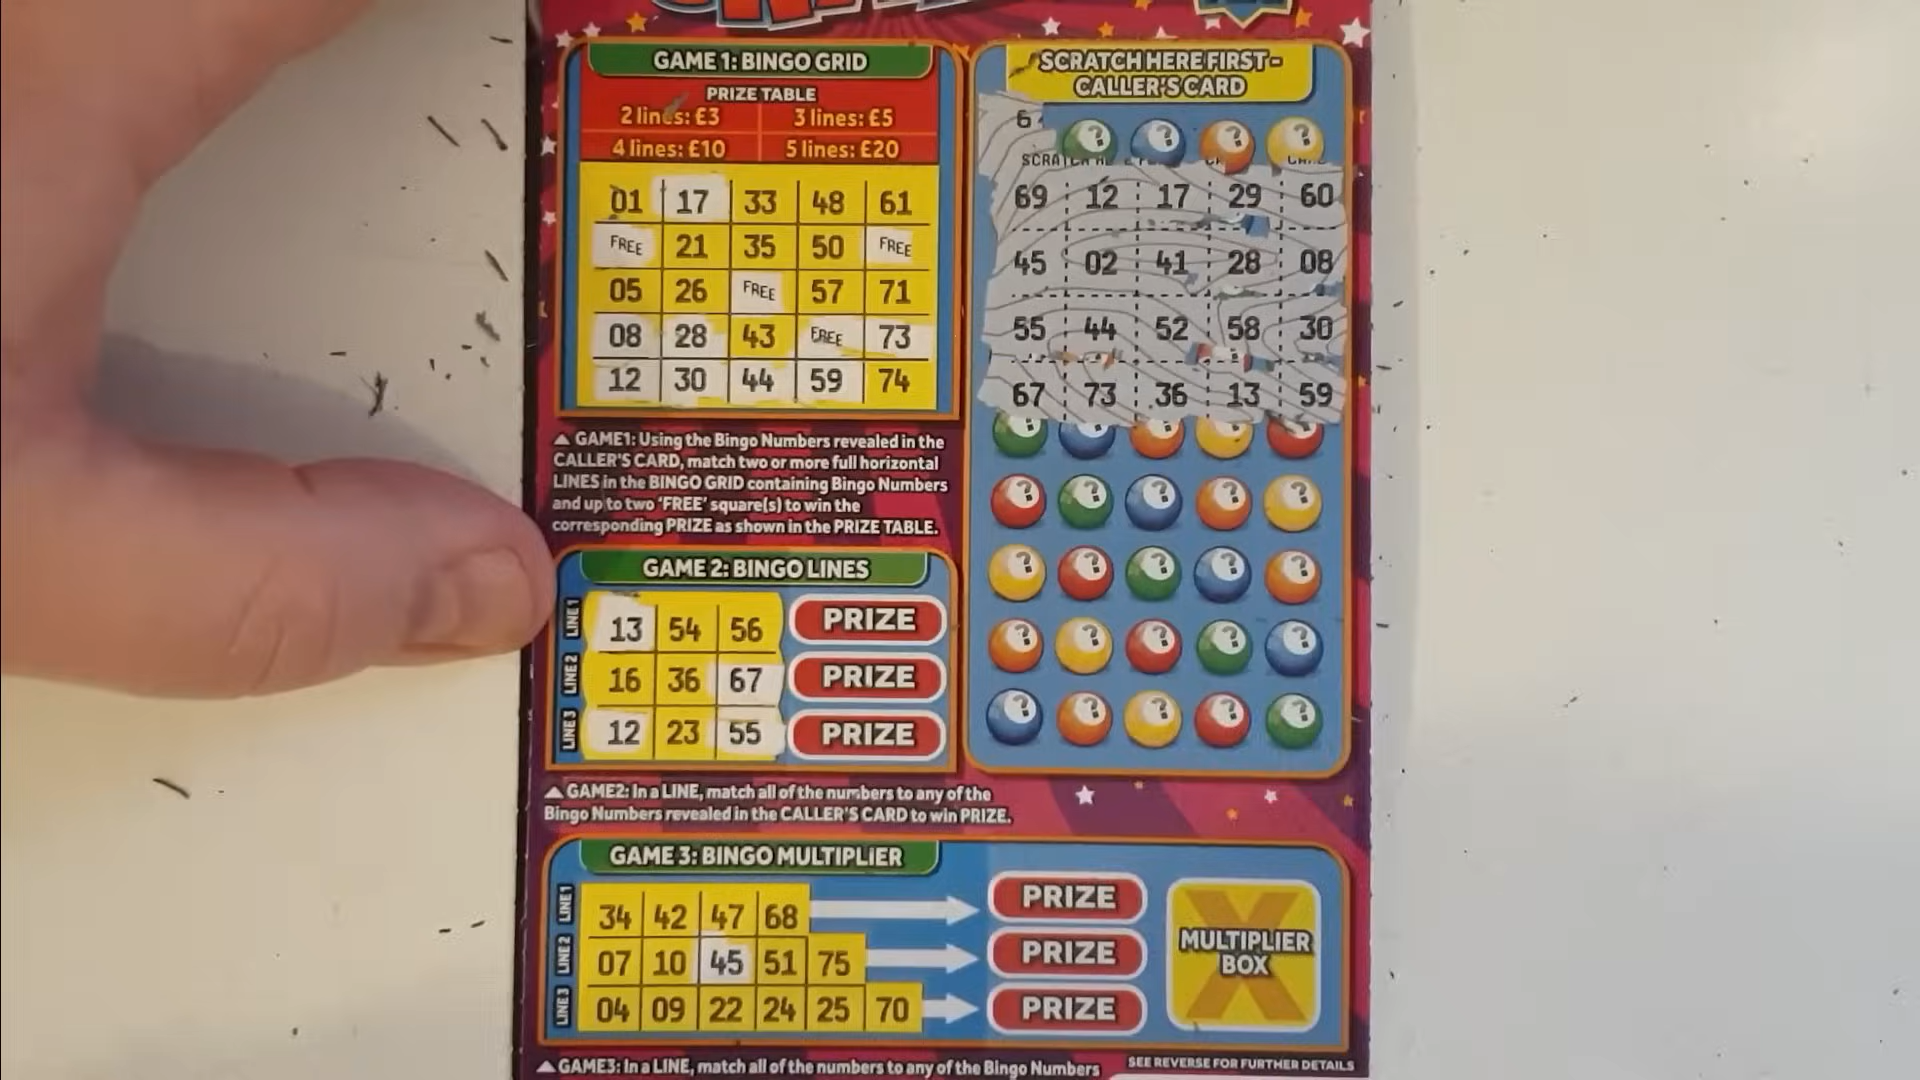 GAME 1: BINGO GRID
PRIZE TABLE
2 lines: £3 3 lines: £5
4 lines: £10 5 lines: £20
01 17 33 48 61
FREE 21 35 50 FREE
05 26 FREE 57 71
08 28 43 FREE 73
12 30 44 59 74
▲ GAME1: Using the Bingo Numbers revealed in the
CALLER'S CARD, match two or more full horizontal
LINES in the BINGO GRID containing Bingo Numbers
and up to two 'FREE' square(s) to win the
corresponding PRIZE as shown in the PRIZE TABLE.
GAME 2: BINGO LINES
LINE 1 13 54 56 PRIZE
LINE 2 16 36 67 PRIZE
LINE 3 12 23 55 PRIZE
▲ GAME2: In a LINE, match all of the numbers to any of the
Bingo Numbers revealed in the CALLER'S CARD to win PRIZE.
SCRATCH HERE FIRST -
CALLER'S CARD
6 ? ? ? ?
69 12 17 29 60
45 02 41 28 08
55 44 52 58 30
67 73 36 13 59
? ? ? ? ?
? ? ? ? ?
? ? ? ? ?
? ? ? ? ?
? ? ? ? ?
GAME 3: BINGO MULTIPLIER
LINE 1 34 42 47 68 PRIZE
LINE 2 07 10 45 51 75 PRIZE
LINE 3 04 09 22 24 25 70 PRIZE
X
MULTIPLIER
BOX
▲ GAME3: In a LINE, match all of the numbers to any of the Bingo Numbers
SEE REVERSE FOR FURTHER DETAILS